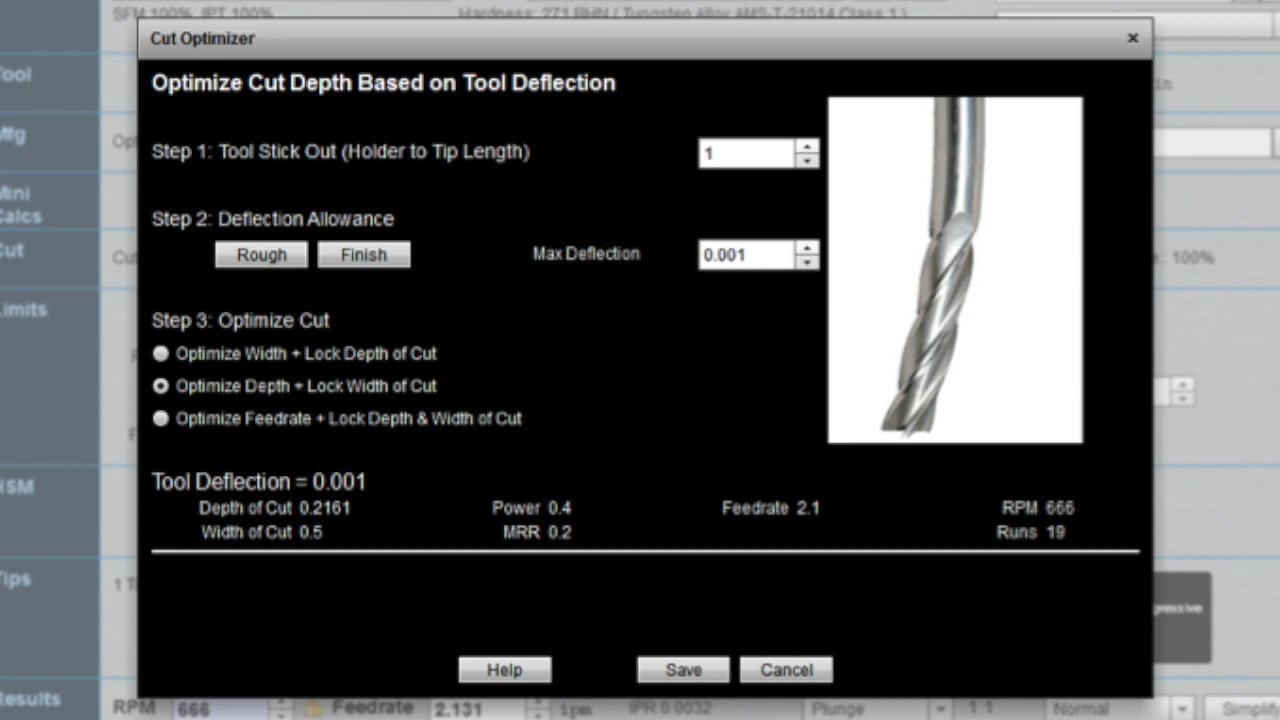 SFM 100%, IPT 100%
Hardness: 271 BHN ( Tungsten Alloy AMS-T-21014 Class 1 )
Cut Optimizer
×
Optimize Cut Depth Based on Tool Deflection
Tool
in
Mfg
Step 1: Tool Stick Out (Holder to Tip Length) 1
Mini
Calcs
Step 2: Deflection Allowance
Cut
Rough Finish Max Deflection 0.001
100%
Limits
Step 3: Optimize Cut
Optimize Width + Lock Depth of Cut
Optimize Depth + Lock Width of Cut
Optimize Feedrate + Lock Depth & Width of Cut
HSM
Tool Deflection = 0.001
Depth of Cut 0.2161 Power 0.4 Feedrate 2.1 RPM 666
Width of Cut 0.5 MRR 0.2 Runs 19
Tips
Help Save Cancel
Results
RPM 666 Feedrate 2.131 ipm IPR 0.0032 Plunge 1.1 Normal